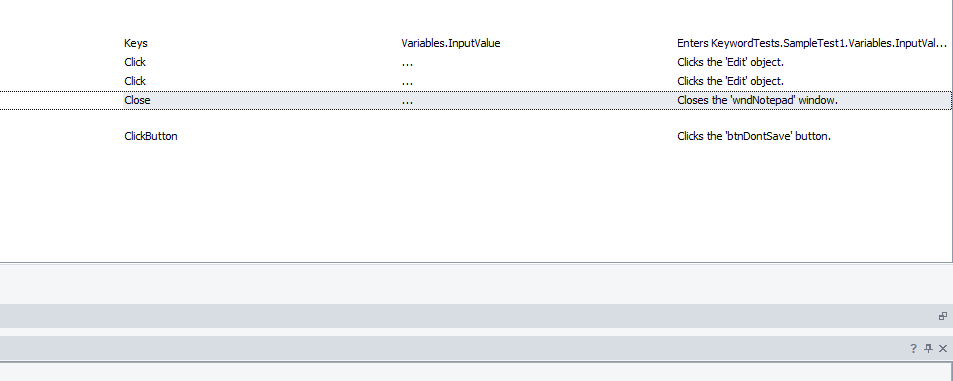 Keys Variables.InputValue Enters KeywordTests.SampleTest1.Variables.InputVal...
Click ... Clicks the 'Edit' object.
Click ... Clicks the 'Edit' object.
Close ... Closes the 'wndNotepad' window.
ClickButton Clicks the 'btnDontSave' button.
?